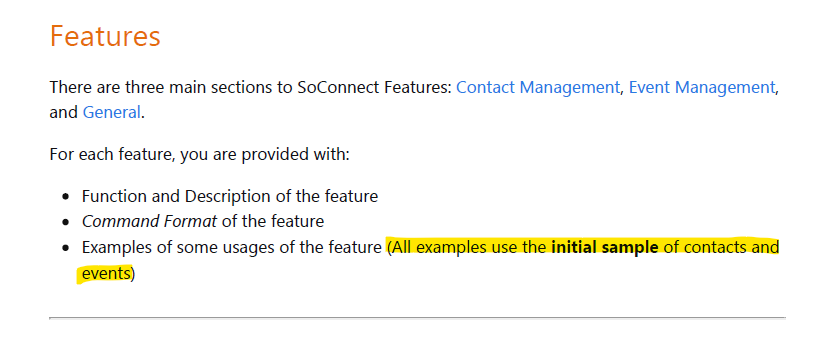 Features
There are three main sections to SoConnect Features: Contact Management, Event Management,
and General.
For each feature, you are provided with:
• Function and Description of the feature
• Command Format of the feature
• Examples of some usages of the feature (All examples use the initial sample of contacts and
events)